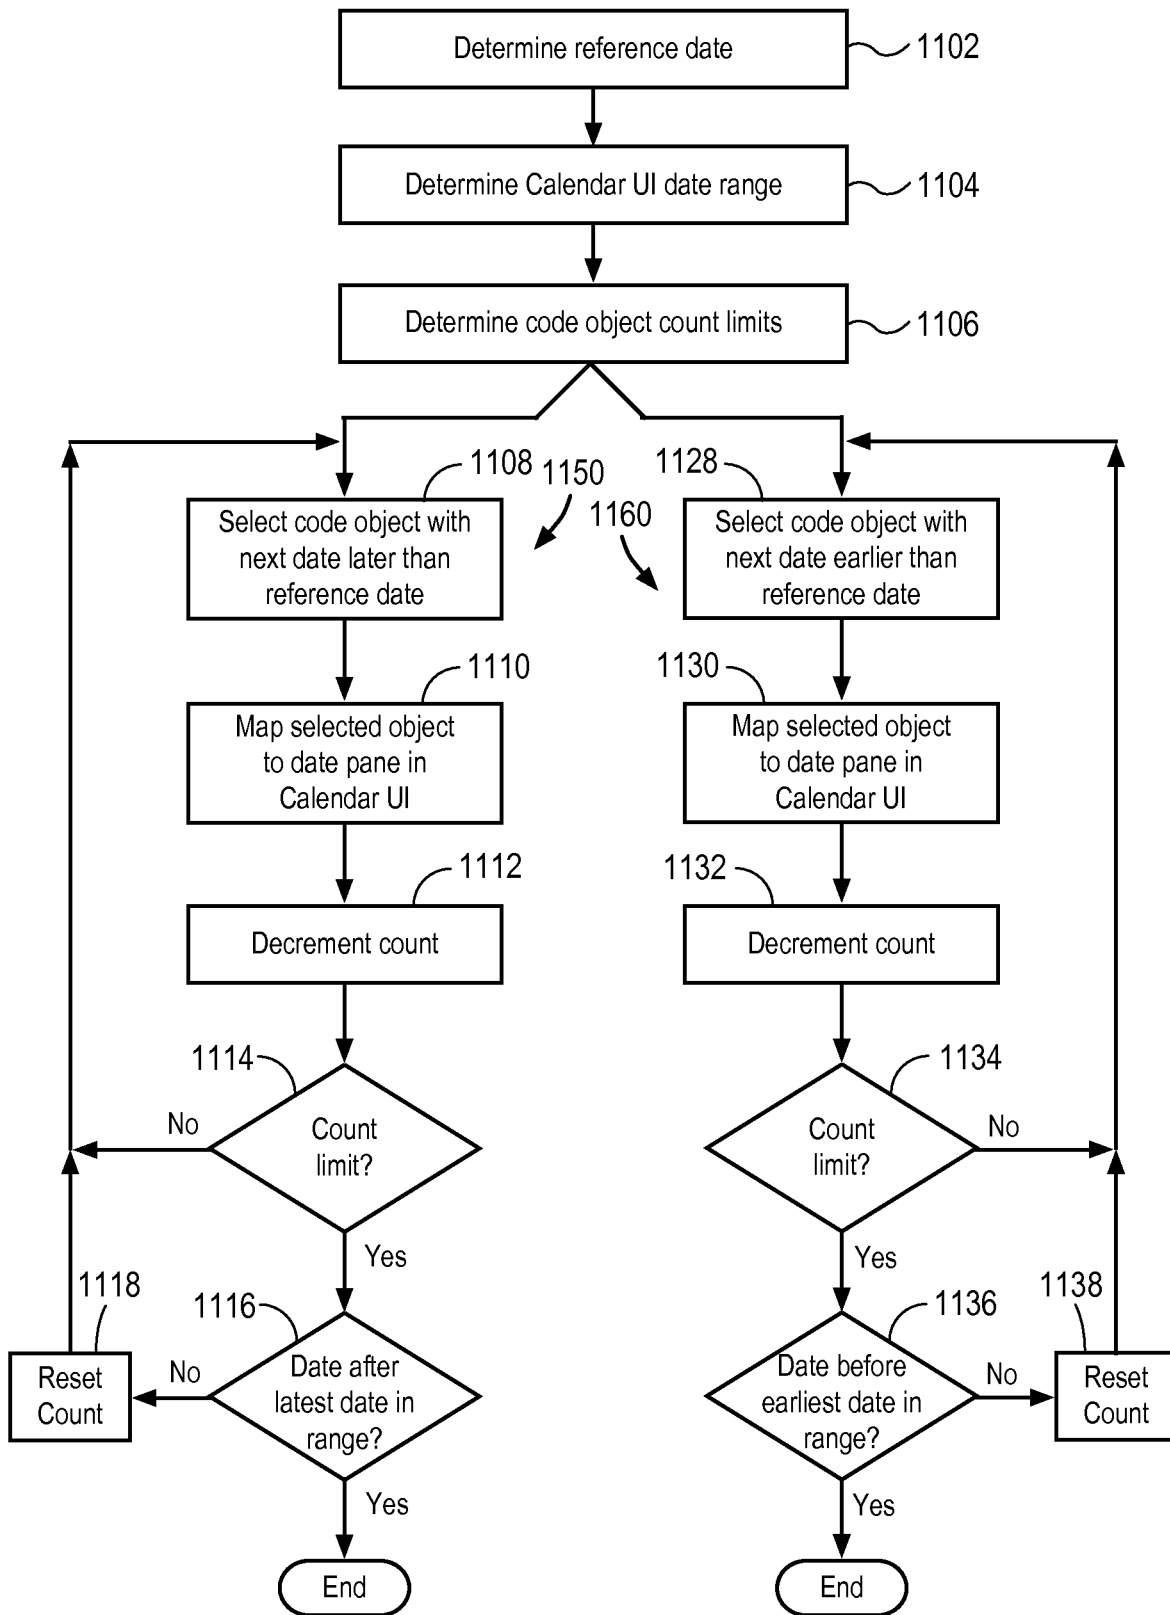 Determine reference date
1102
Determine Calendar UI date range
1104
Determine code object count limits
1106
1108
1150
1128
1160
Select code object with
next date later than
reference date
Select code object with
next date earlier than
reference date
1110
1130
Map selected object
to date pane in
Calendar UI
Map selected object
to date pane in
Calendar UI
1112
1132
Decrement count
Decrement count
1114
1134
No
Count
limit?
Count
limit?
No
Yes
Yes
1118
1116
1136
1138
Reset
Count
No
Date after
latest date in
range?
Date before
earliest date in
range?
No
Reset
Count
Yes
Yes
End
End